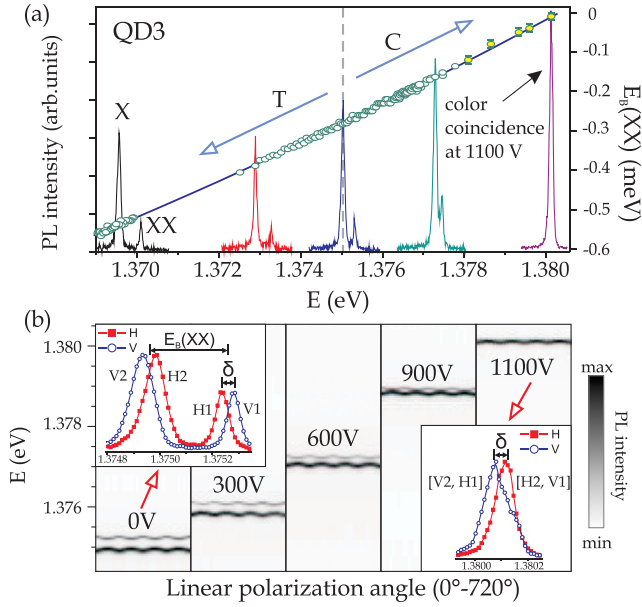 (a)
QD3
PL intensity (arb.units)
X
XX
T
C
color
coincidence
at 1100 V
0
-0.1
-0.2
-0.3
-0.4
-0.5
-0.6
E_B(XX) (meV)
1.370
1.372
1.374
1.376
1.378
1.380
E (eV)
(b)
E (eV)
1.380
1.378
1.376
H
V
E_B(XX)
δ
V2
H2
H1
V1
1.3748
1.3750
1.3752
0V
300V
600V
900V
1100V
H
V
δ
[V2, H1]
[H2, V1]
1.3800
1.3802
max
min
PL intensity
Linear polarization angle (0°-720°)